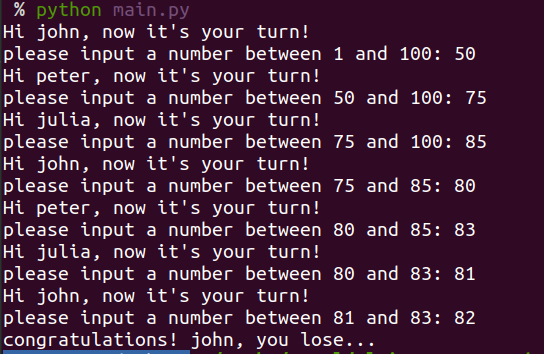 % python main.py
Hi john, now it's your turn!
please input a number between 1 and 100: 50
Hi peter, now it's your turn!
please input a number between 50 and 100: 75
Hi julia, now it's your turn!
please input a number between 75 and 100: 85
Hi john, now it's your turn!
please input a number between 75 and 85: 80
Hi peter, now it's your turn!
please input a number between 80 and 85: 83
Hi julia, now it's your turn!
please input a number between 80 and 83: 81
Hi john, now it's your turn!
please input a number between 81 and 83: 82
congratulations! john, you lose...